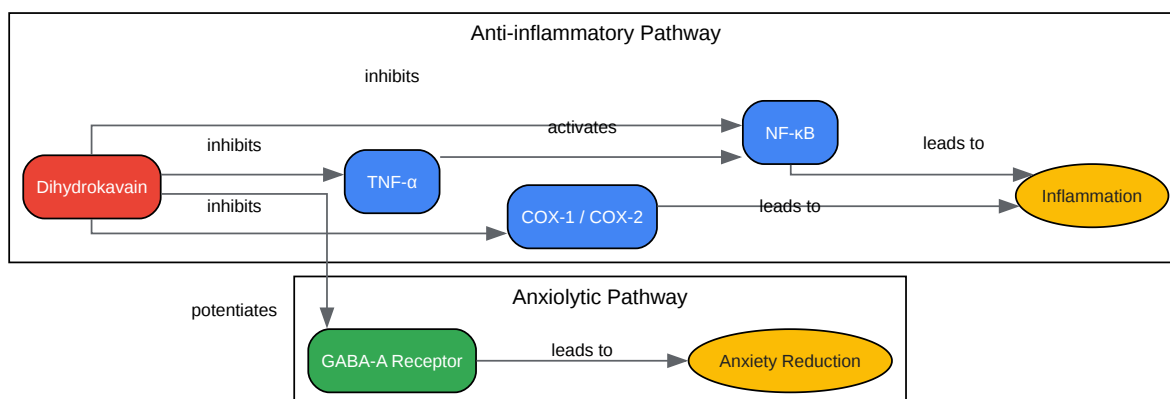 Anti-inflammatory Pathway
inhibits
activates
NF-κB
leads to
inhibits
Dihydrokavain
TNF-α
Inflammation
inhibits
COX-1 / COX-2
leads to
Anxiolytic Pathway
potentiates
GABA-A Receptor
leads to
Anxiety Reduction